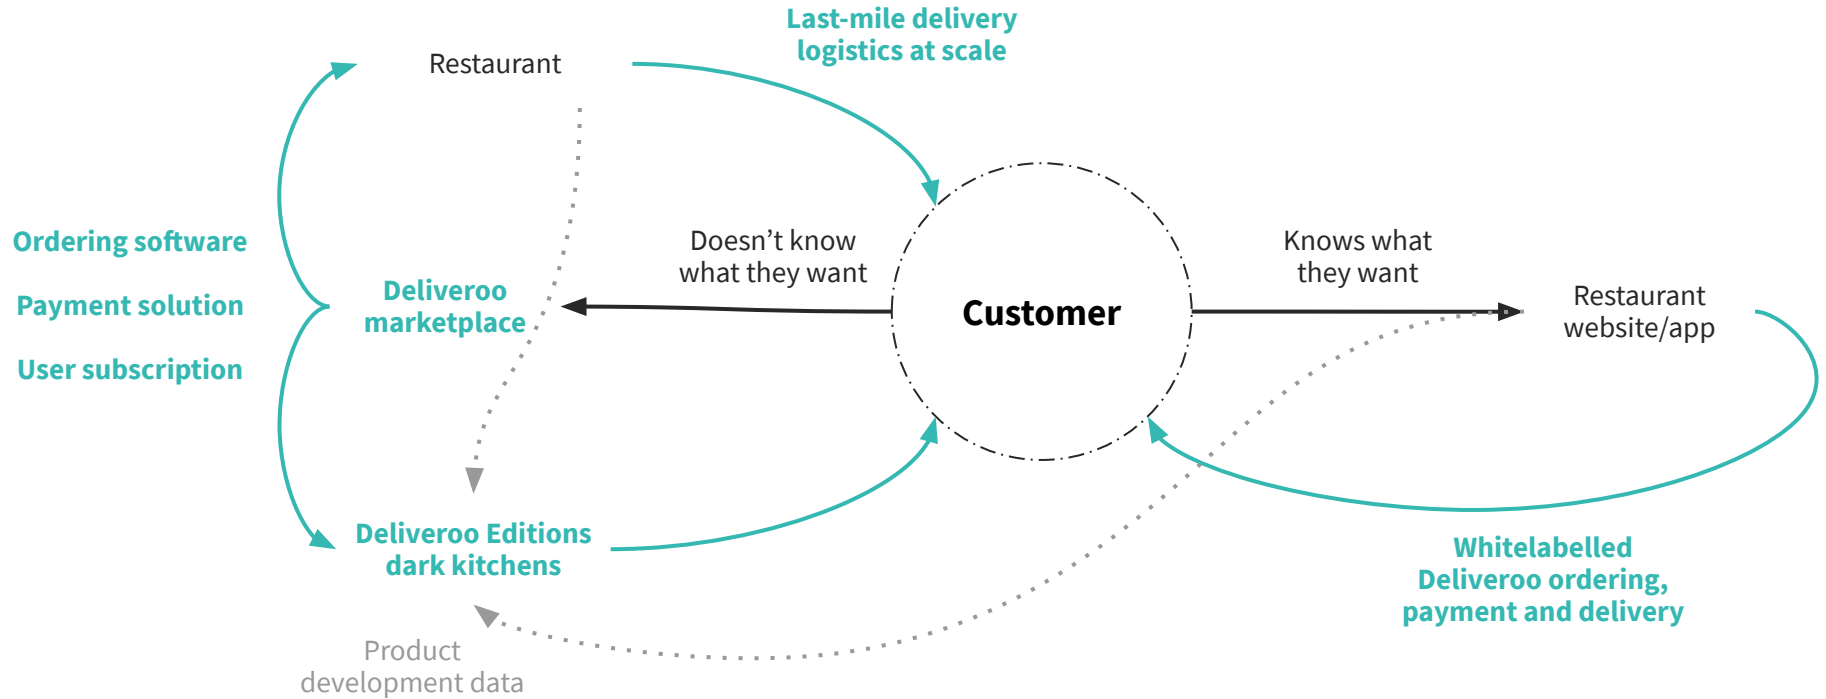 Last-mile delivery
logistics at scale
Restaurant
Ordering software
Payment solution
User subscription
Deliveroo
marketplace
Doesn’t know
what they want
Customer
Knows what
they want
Restaurant
website/app
Deliveroo Editions
dark kitchens
Whitelabelled
Deliveroo ordering,
payment and delivery
Product
development data